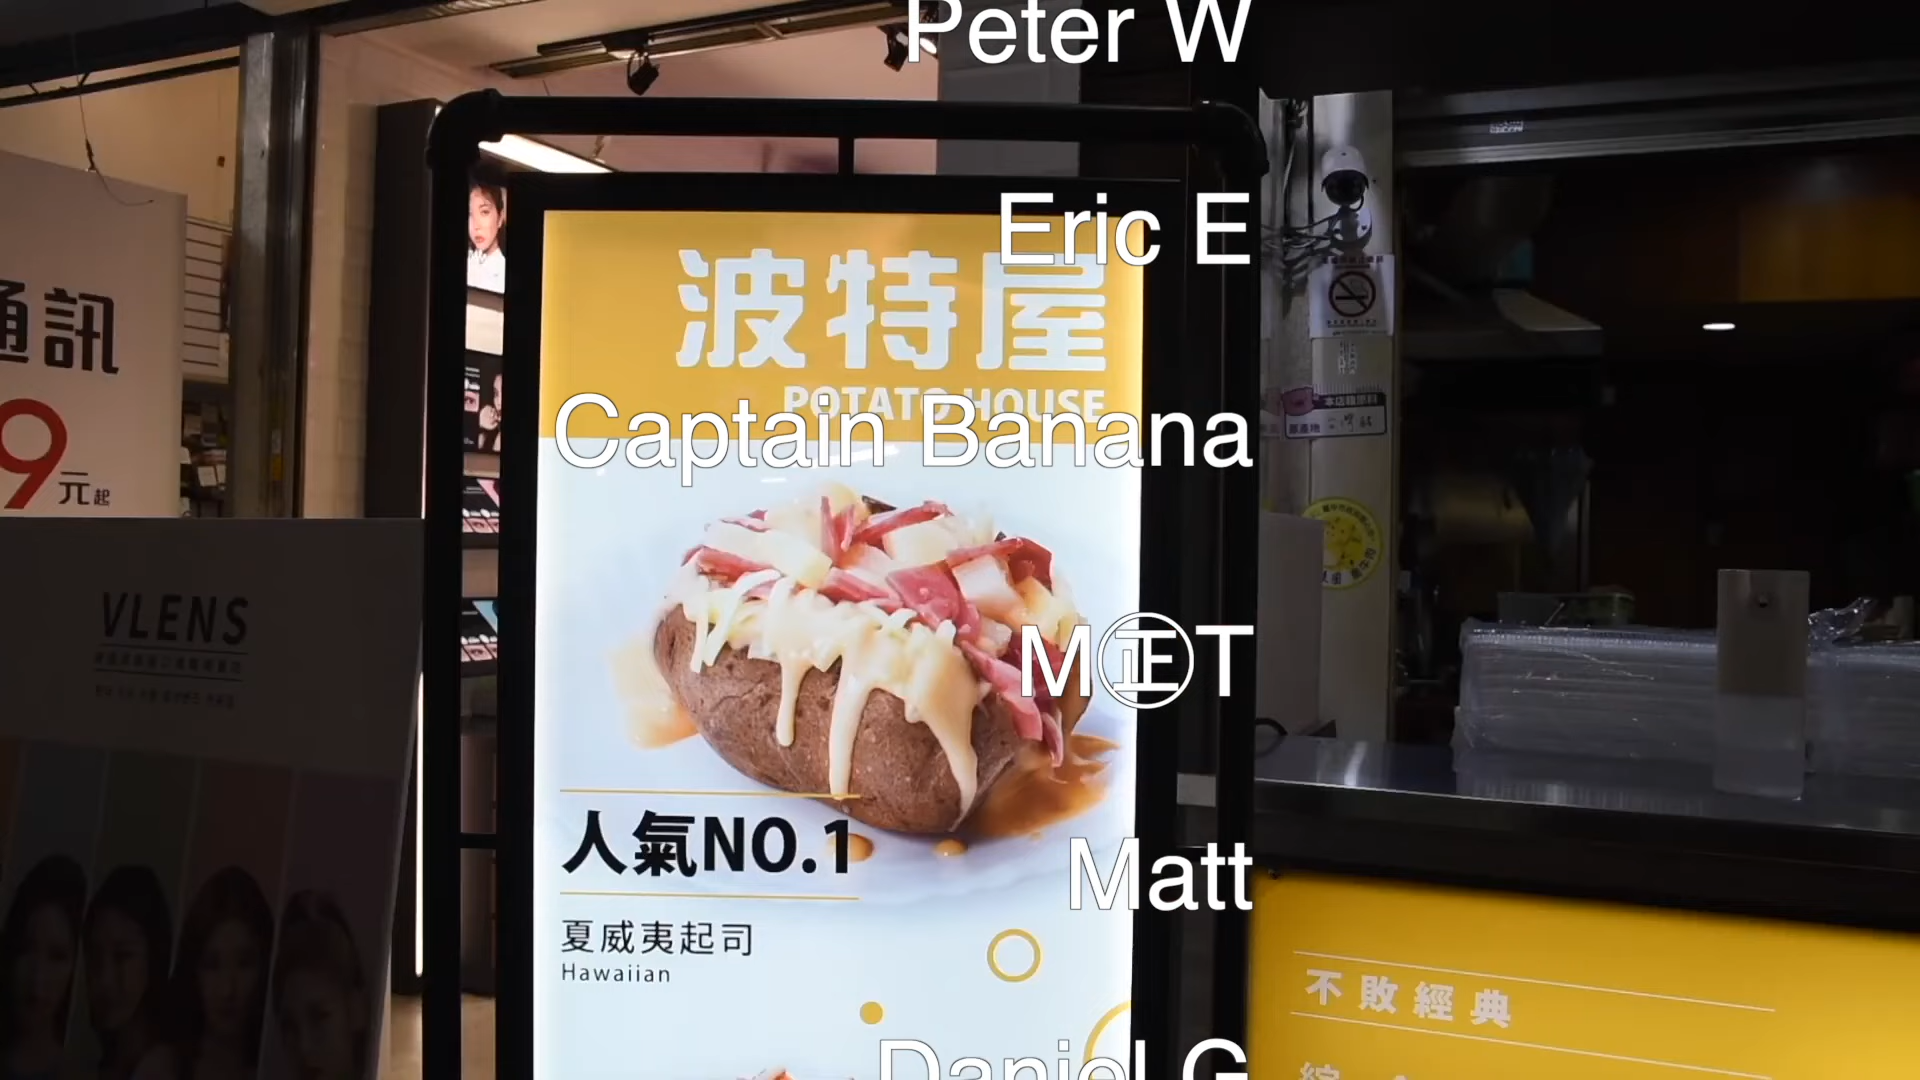 Peter W
Eric E
波特屋
POTATO HOUSE
Captain Banana
通訊
9元起
VLENS
M㊣T
人氣NO.1
Matt
夏威夷起司
Hawaiian
不敗經典
Daniel G